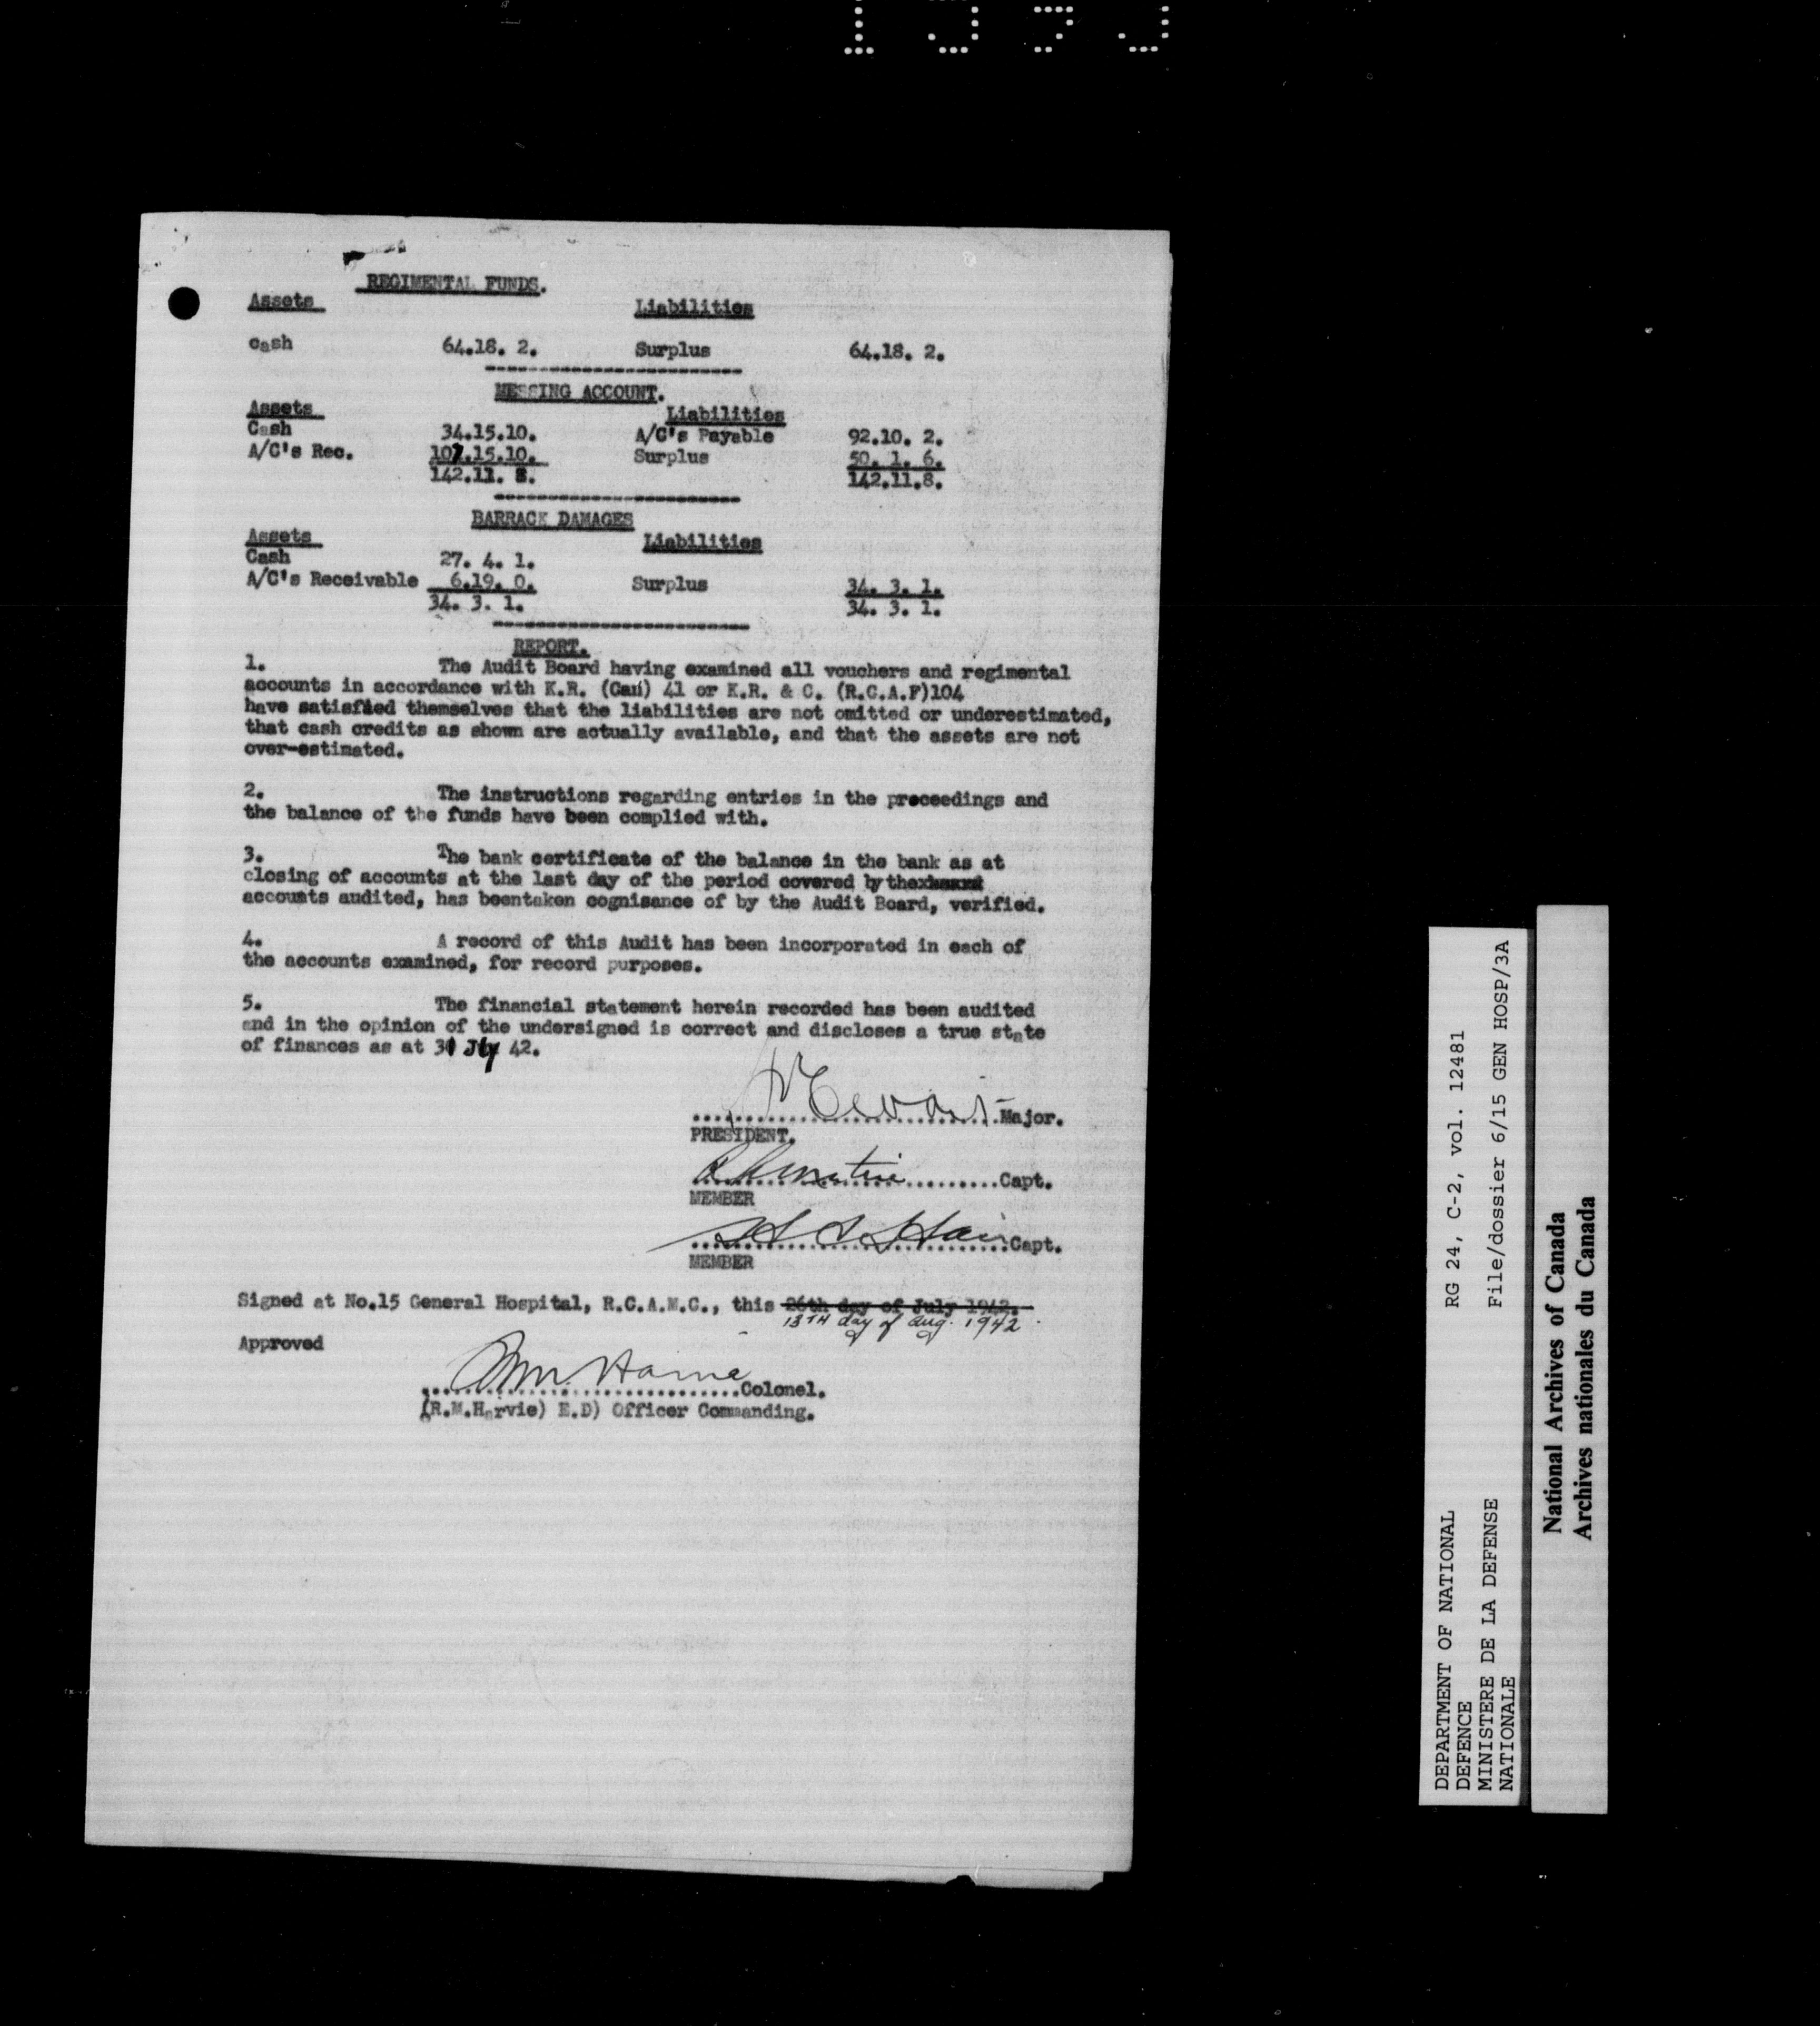 REGIMENTAL FUNDS.
Assets Liabilities
cash 64.18. 2. Surplus 64.18. 2.
MESSING ACCOUNT.
Assets Liabilities
Cash 34.15.10. A/C's Payable 92.10. 2.
A/C's Rec. 107.15.10. Surplus 50. 1. 6.
142.11. 8. 142.11.8.
BARRACK DAMAGES
Assets Liabilities
Cash 27. 4. 1.
A/C's Receivable 6.19. 0. Surplus 34. 3. 1.
34. 3. 1. 34. 3. 1.
REPORT.
1. The Audit Board having examined all vouchers and regimental
accounts in accordance with K.R. (Can) 41 or K.R. & C. (R.C.A.F)104
have satisfied themselves that the liabilities are not omitted or underestimated,
that cash credits as shown are actually available, and that the assets are not
over-estimated.
2. The instructions regarding entries in the proceedings and
the balance of the funds have been complied with.
3. The bank certificate of the balance in the bank as at
closing of accounts at the last day of the period covered by the
accounts audited, has beentaken cognisance of by the Audit Board, verified.
4. A record of this Audit has been incorporated in each of
the accounts examined, for record purposes.
5. The financial statement herein recorded has been audited
and in the opinion of the undersigned is correct and discloses a true state
of finances as at 31 July 42.
Major.
PRESIDENT.
Capt.
MEMBER
Capt.
MEMBER
Signed at No.15 General Hospital, R.C.A.M.C., this 26th day of July 1942.
13TH day of Aug. 1942
Approved
Colonel.
(R.M.Harvie) E.D) Officer Commanding.
DEPARTMENT OF NATIONAL
DEFENCE
MINISTERE DE LA DEFENSE
NATIONALE
RG 24, C-2, vol. 12481
File/dossier 6/15 GEN HOSP/3A
National Archives of Canada
Archives nationales du Canada